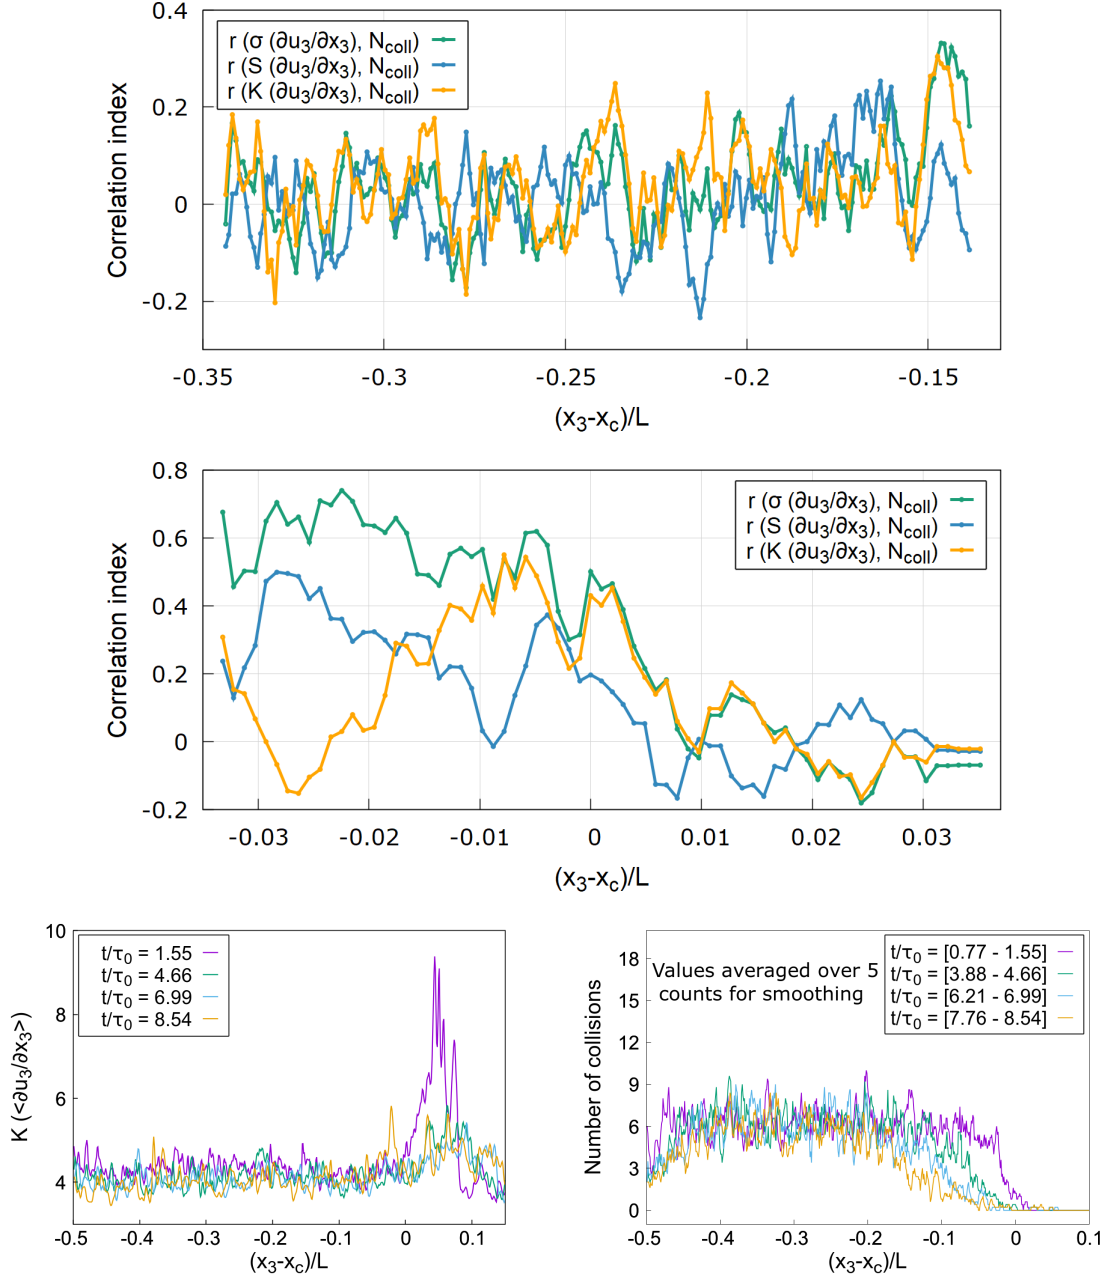 0.4
0.2
0
-0.2
Correlation index
r (σ (∂u3/∂x3), Ncoll)
r (S (∂u3/∂x3), Ncoll)
r (K (∂u3/∂x3), Ncoll)
-0.35 -0.3 -0.25 -0.2 -0.15
(x3-xc)/L
0.8
0.6
0.4
0.2
0
-0.2
Correlation index
r (σ (∂u3/∂x3), Ncoll)
r (S (∂u3/∂x3), Ncoll)
r (K (∂u3/∂x3), Ncoll)
-0.03 -0.02 -0.01 0 0.01 0.02 0.03
(x3-xc)/L
10
8
6
4
K (<∂u3/∂x3>)
t/τ0 = 1.55
t/τ0 = 4.66
t/τ0 = 6.99
t/τ0 = 8.54
-0.5 -0.4 -0.3 -0.2 -0.1 0 0.1
(x3-xc)/L
18
15
12
9
6
3
0
Number of collisions
Values averaged over 5
counts for smoothing
t/τ0 = [0.77 - 1.55]
t/τ0 = [3.88 - 4.66]
t/τ0 = [6.21 - 6.99]
t/τ0 = [7.76 - 8.54]
-0.5 -0.4 -0.3 -0.2 -0.1 0 0.1
(x3-xc)/L